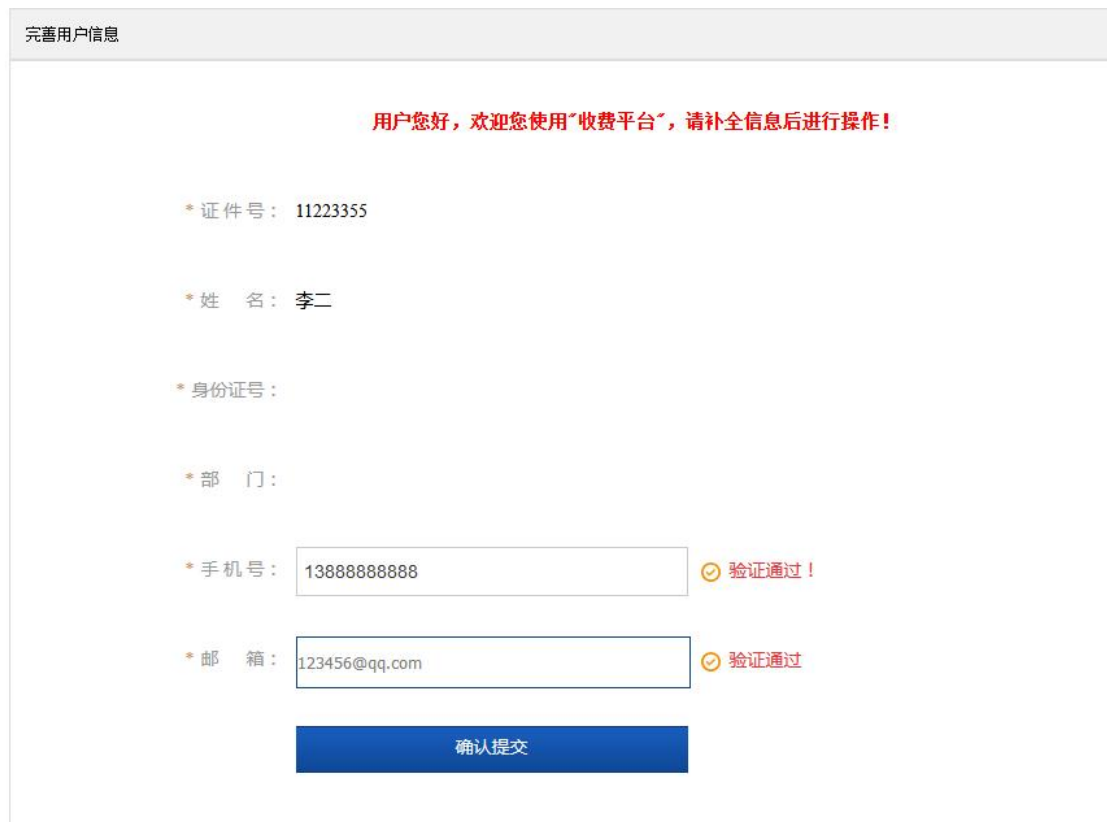 完善用户信息
用户您好，欢迎您使用"收费平台"，请补全信息后进行操作！
* 证件号： 11223355
* 姓 名： 李二
* 身份证号：
* 部 门：
* 手机号： 13888888888 验证通过！
* 邮 箱： 123456@qq.com 验证通过
确认提交